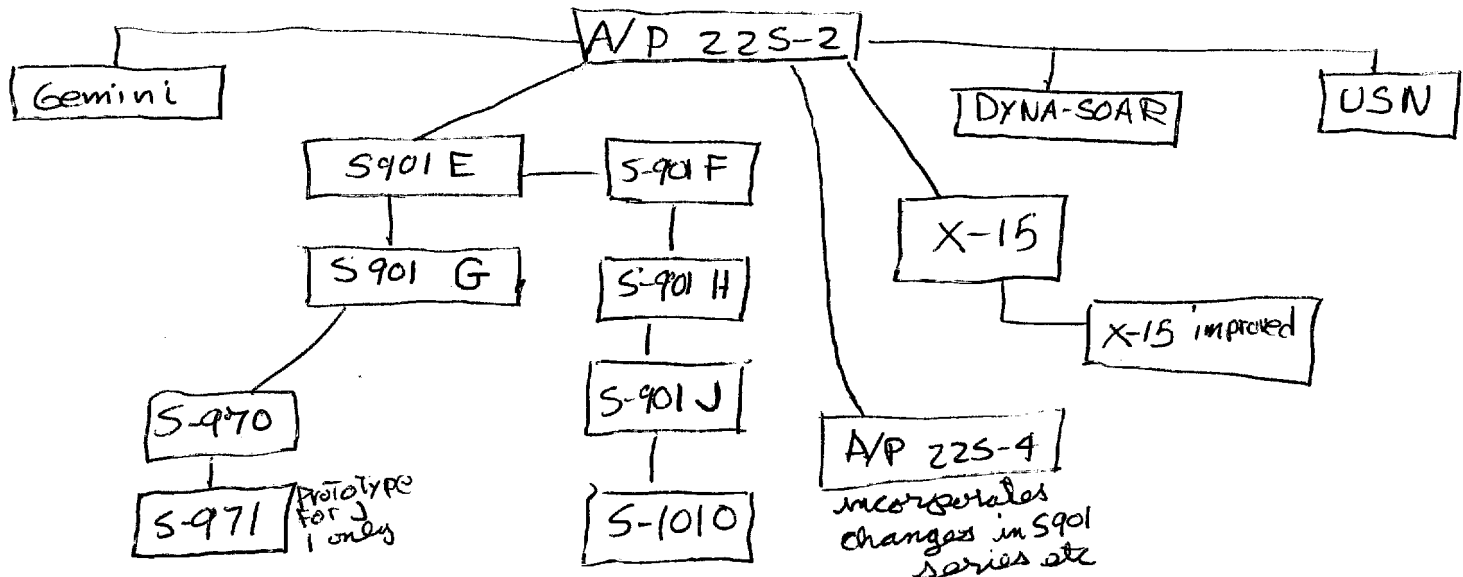 A/P 22S-2
Gemini
DYNA-SOAR
USN
S901 E
S-901 F
X-15
S901 G
S-901 H
X-15 improved
S-970
S-901 J
A/P 22S-4
incorporates
changes in S901
series etc
S-971
Prototype
For J
1 only
S-1010